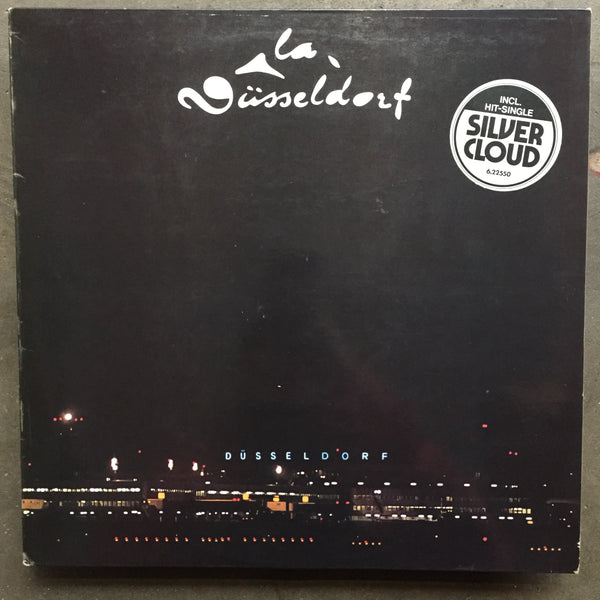 la
Düsseldorf
INCL.
HIT-SINGLE
SILVER
CLOUD
6.22550
DÜSSELDORF